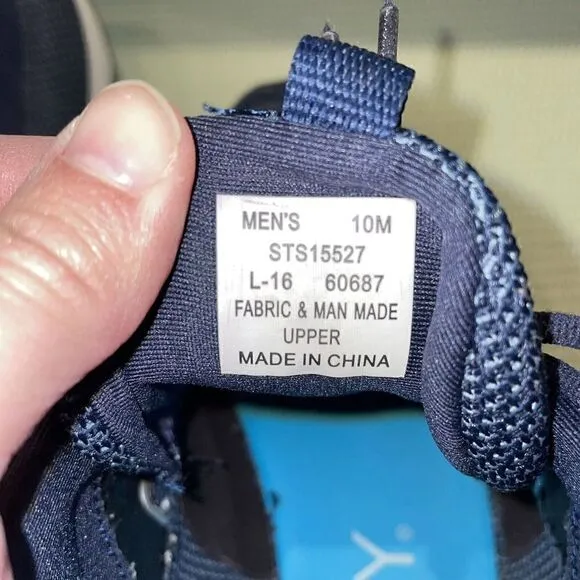 MEN'S 10M
STS15527
L-16 60687
FABRIC & MAN MADE
UPPER
MADE IN CHINA
Y.